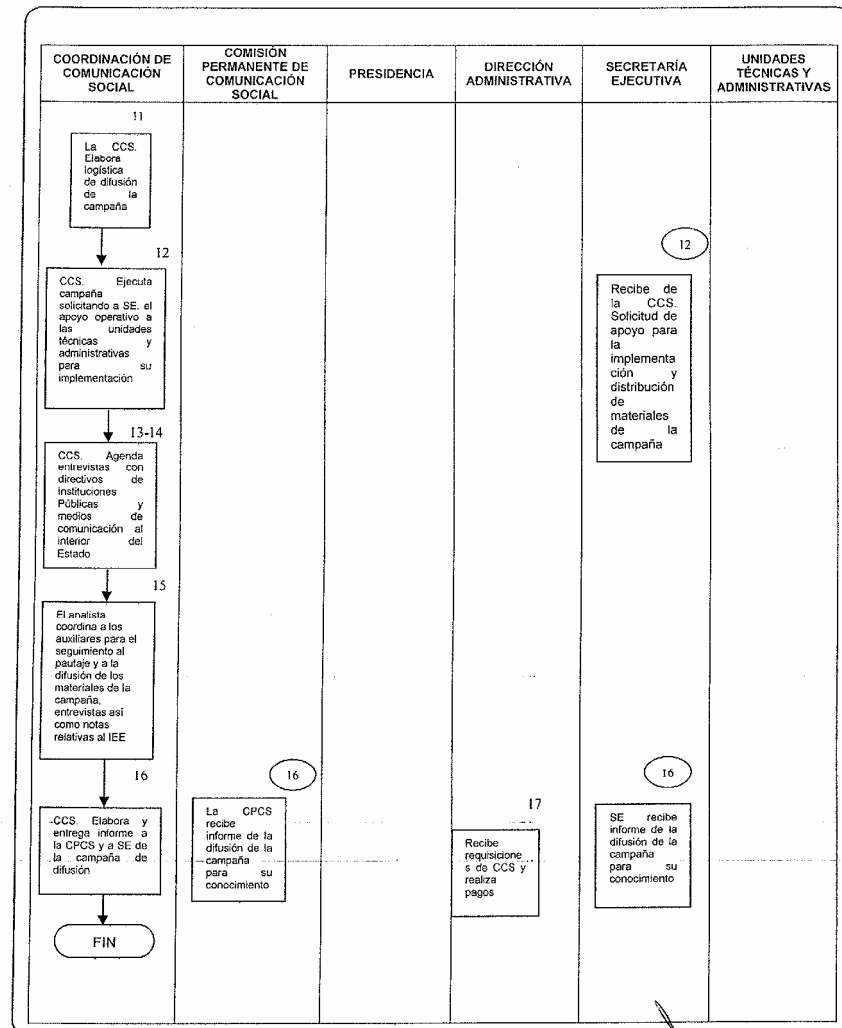 COORDINACIÓN DE
COMUNICACIÓN
SOCIAL
COMISIÓN
PERMANENTE DE
COMUNICACIÓN
SOCIAL
PRESIDENCIA
DIRECCIÓN
ADMINISTRATIVA
SECRETARÍA
EJECUTIVA
UNIDADES
TÉCNICAS Y
ADMINISTRATIVAS
11
La CCS.
Elabora
logística
de difusión
de la
campaña
12
CCS. Ejecuta
campaña
solicitando a SE. el
apoyo operativo a
las unidades
técnicas y
administrativas
para su
implementación
12
Recibe de
la CCS.
Solicitud de
apoyo para
la
implementa
ción y
distribución
de
materiales
de la
campaña
13-14
CCS. Agenda
entrevistas con
directivos de
Instituciones
Públicas y
medios de
comunicación al
interior del
Estado
15
El analista
coordina a los
auxiliares para el
seguimiento al
pautaje y a la
difusión de los
materiales de la
campaña,
entrevistas así
como notas
relativas al IEE
16
CCS. Elabora y
entrega informe a
la CPCS y a SE de
la campaña de
difusión
16
La CPCS
recibe
informe de la
difusión de la
campaña
para su
conocimiento
17
Recibe
requisicione
s de CCS y
realiza
pagos
16
SE recibe
informe de la
difusión de la
campaña
para su
conocimiento
FIN